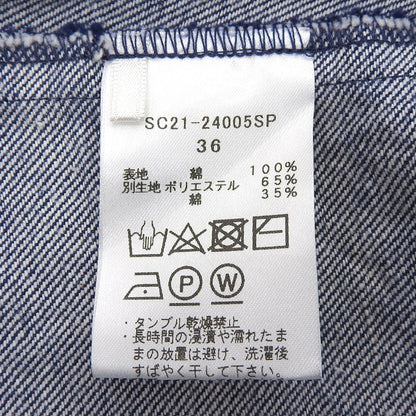 SC21-24005SP
36
表地 綿 100%
別生地 ポリエステル 65%
綿 35%
P W
・タンブル乾燥禁止
・長時間の浸漬や濡れたま
まの放置は避け、洗濯後
すばやく干して下さい。